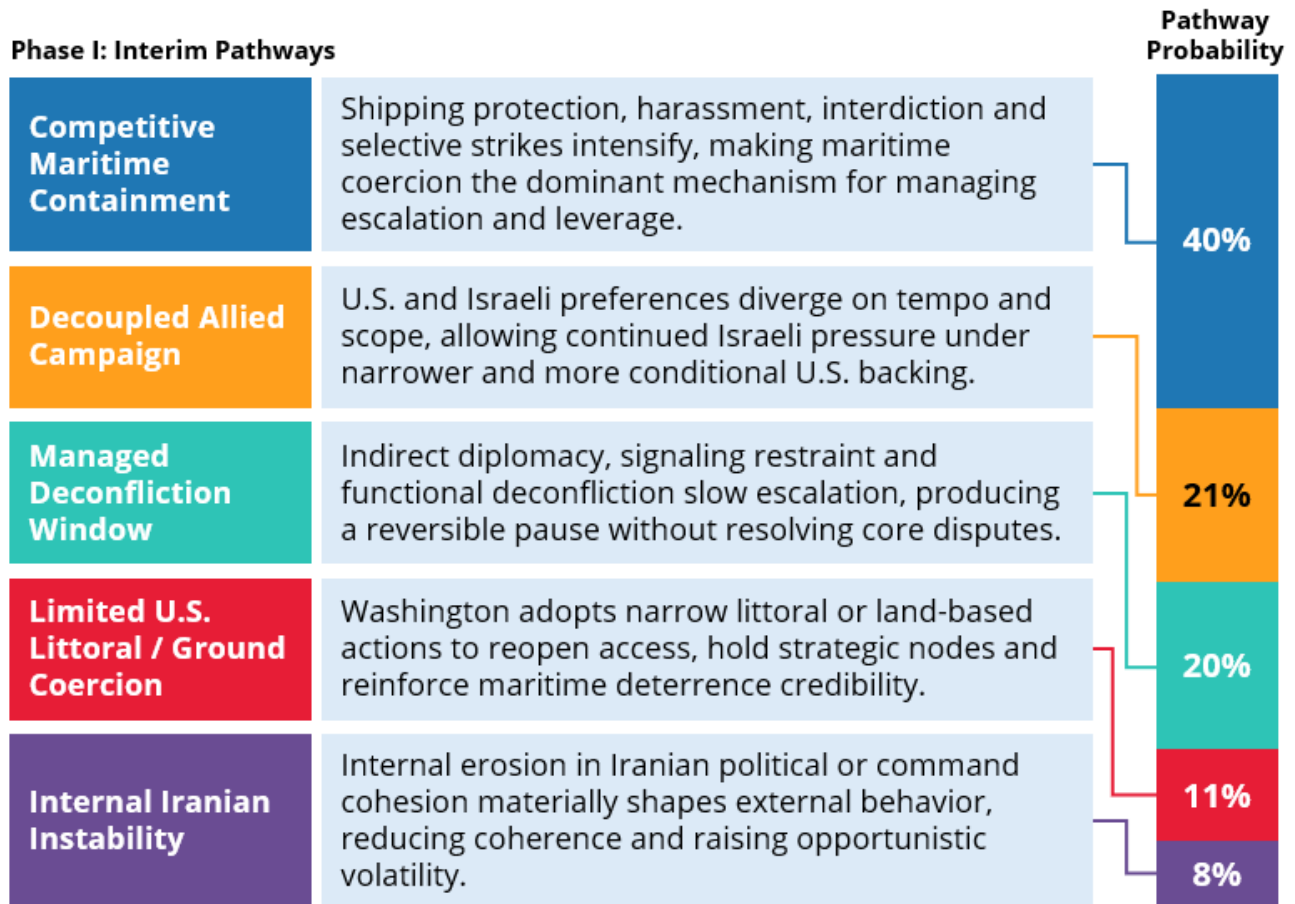 Pathway
Probability
Phase I: Interim Pathways
Competitive
Maritime
Containment
Shipping protection, harassment, interdiction and
selective strikes intensify, making maritime
coercion the dominant mechanism for managing
escalation and leverage.
40%
Decoupled Allied
Campaign
U.S. and Israeli preferences diverge on tempo and
scope, allowing continued Israeli pressure under
narrower and more conditional U.S. backing.
21%
Managed
Deconfliction
Window
Indirect diplomacy, signaling restraint and
functional deconfliction slow escalation, producing
a reversible pause without resolving core disputes.
20%
Limited U.S.
Littoral / Ground
Coercion
Washington adopts narrow littoral or land-based
actions to reopen access, hold strategic nodes and
reinforce maritime deterrence credibility.
11%
Internal Iranian
Instability
Internal erosion in Iranian political or command
cohesion materially shapes external behavior,
reducing coherence and raising opportunistic
volatility.
8%